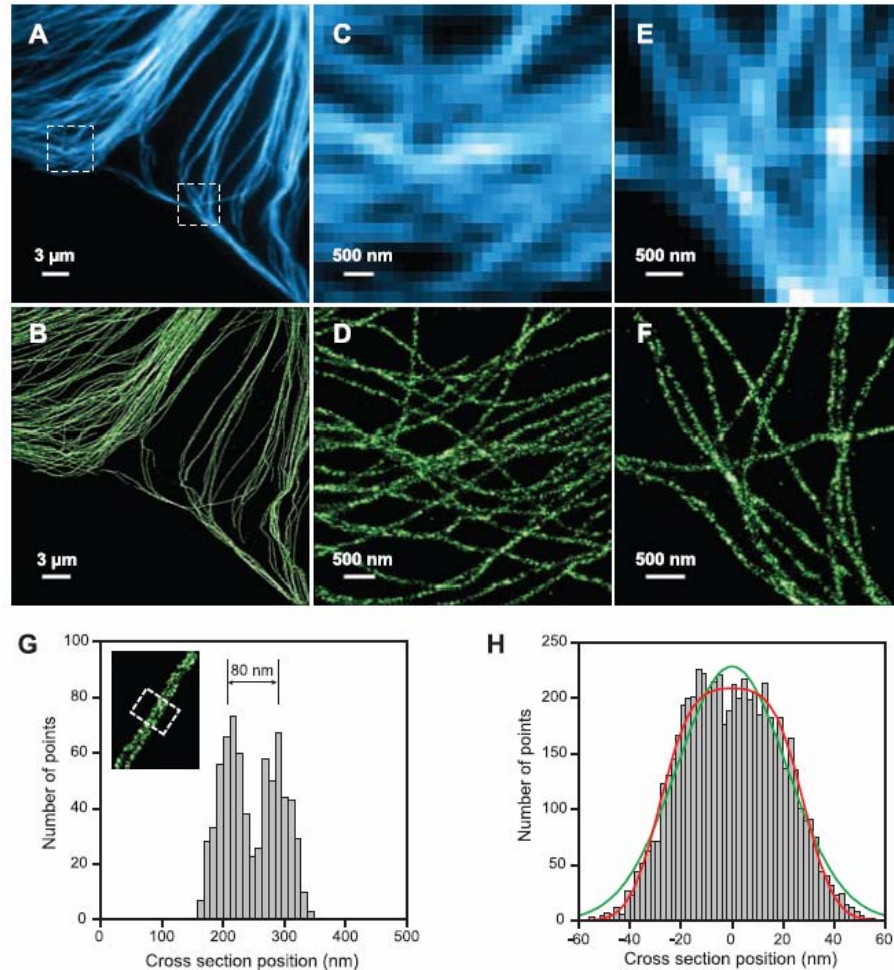 A
C
E
3 µm
500 nm
500 nm
B
D
F
3 µm
500 nm
500 nm
G
100
80
60
40
20
0
80 nm
Number of points
0 100 200 300 400 500
Cross section position (nm)
H
250
200
150
100
50
0
Number of points
-60 -40 -20 0 20 40 60
Cross section position (nm)